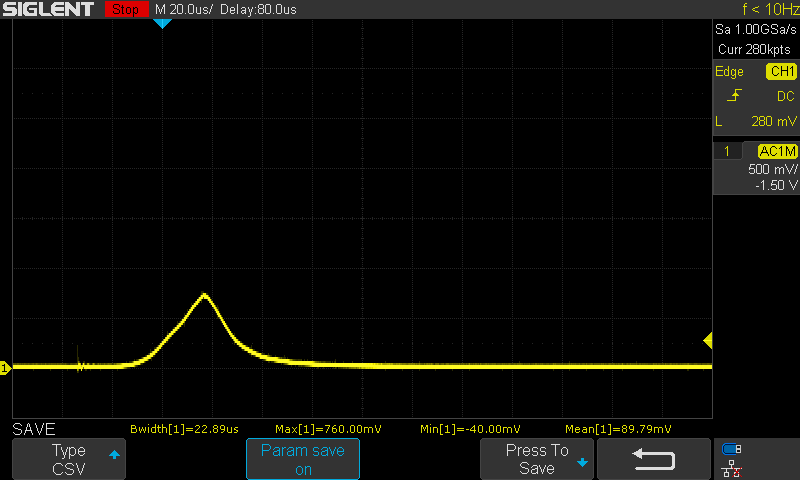 SIGLENT Stop M 20.0us/ Delay:80.0us f < 10Hz
Sa 1.00GSa/s
Curr 280kpts
Edge CH1
DC
L 280 mV
1 AC1M
500 mV/
-1.50 V
1
SAVE Bwidth[1]=22.89us Max[1]=760.00mV Min[1]=-40.00mV Mean[1]=89.79mV
Type
CSV
Param save
on
Press To
Save